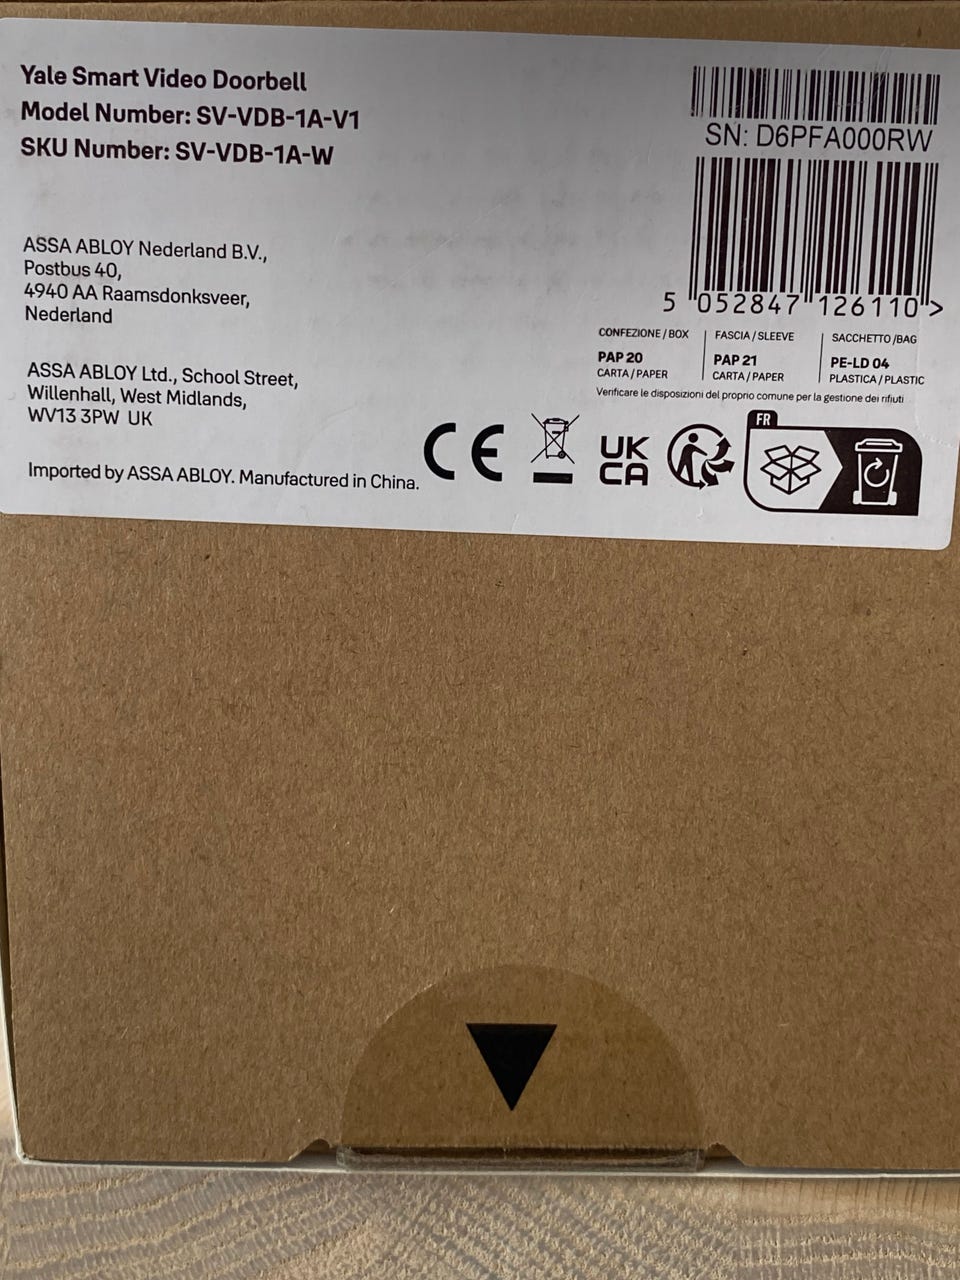 Yale Smart Video Doorbell
Model Number: SV-VDB-1A-V1
SKU Number: SV-VDB-1A-W
SN: D6PFA000RW
5 052847 126110 >
ASSA ABLOY Nederland B.V.,
Postbus 40,
4940 AA Raamsdonksveer,
Nederland
ASSA ABLOY Ltd., School Street,
Willenhall, West Midlands,
WV13 3PW UK
Imported by ASSA ABLOY. Manufactured in China.
CONFEZIONE / BOX
PAP 20
CARTA / PAPER
FASCIA / SLEEVE
PAP 21
CARTA / PAPER
SACCHETTO /BAG
PE-LD 04
PLASTICA / PLASTIC
Verificare le disposizioni del proprio comune per la gestione dei rifiuti
CE
UK
CA
FR